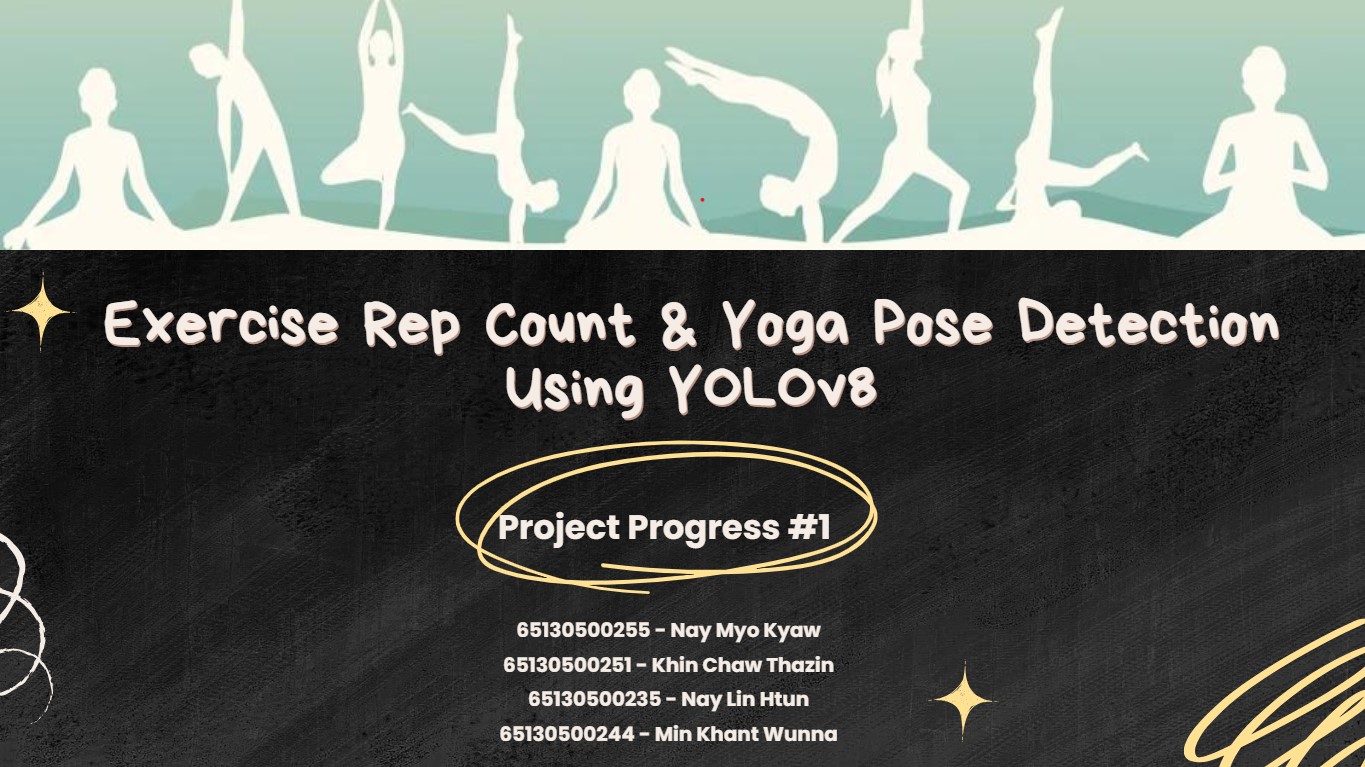 Exercise Rep Count & Yoga Pose Detection
Using YOLOv8
Project Progress #1
65130500255 - Nay Myo Kyaw
65130500251 - Khin Chaw Thazin
65130500235 - Nay Lin Htun
65130500244 - Min Khant Wunna